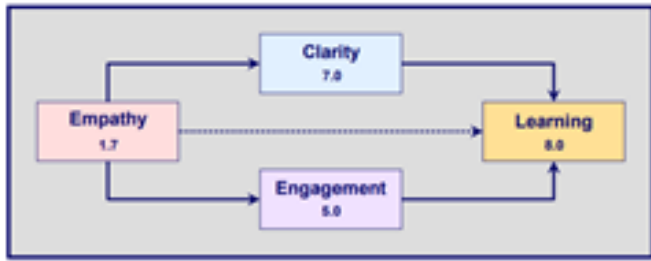 Clarity
7.0
Empathy
1.7
Learning
8.0
Engagement
5.0